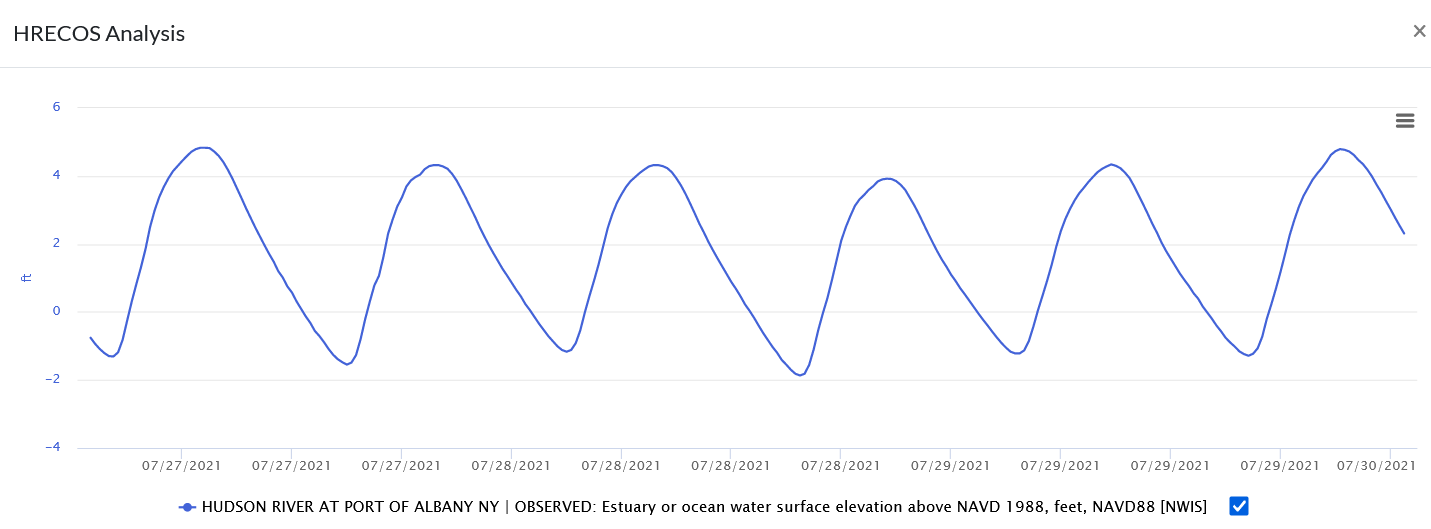 HRECOS Analysis
×
6
4
2
0
−2
−4
ft
07/27/2021 07/27/2021 07/27/2021 07/28/2021 07/28/2021 07/28/2021 07/28/2021 07/29/2021 07/29/2021 07/29/2021 07/29/2021 07/30/2021
HUDSON RIVER AT PORT OF ALBANY NY | OBSERVED: Estuary or ocean water surface elevation above NAVD 1988, feet, NAVD88 [NWIS]